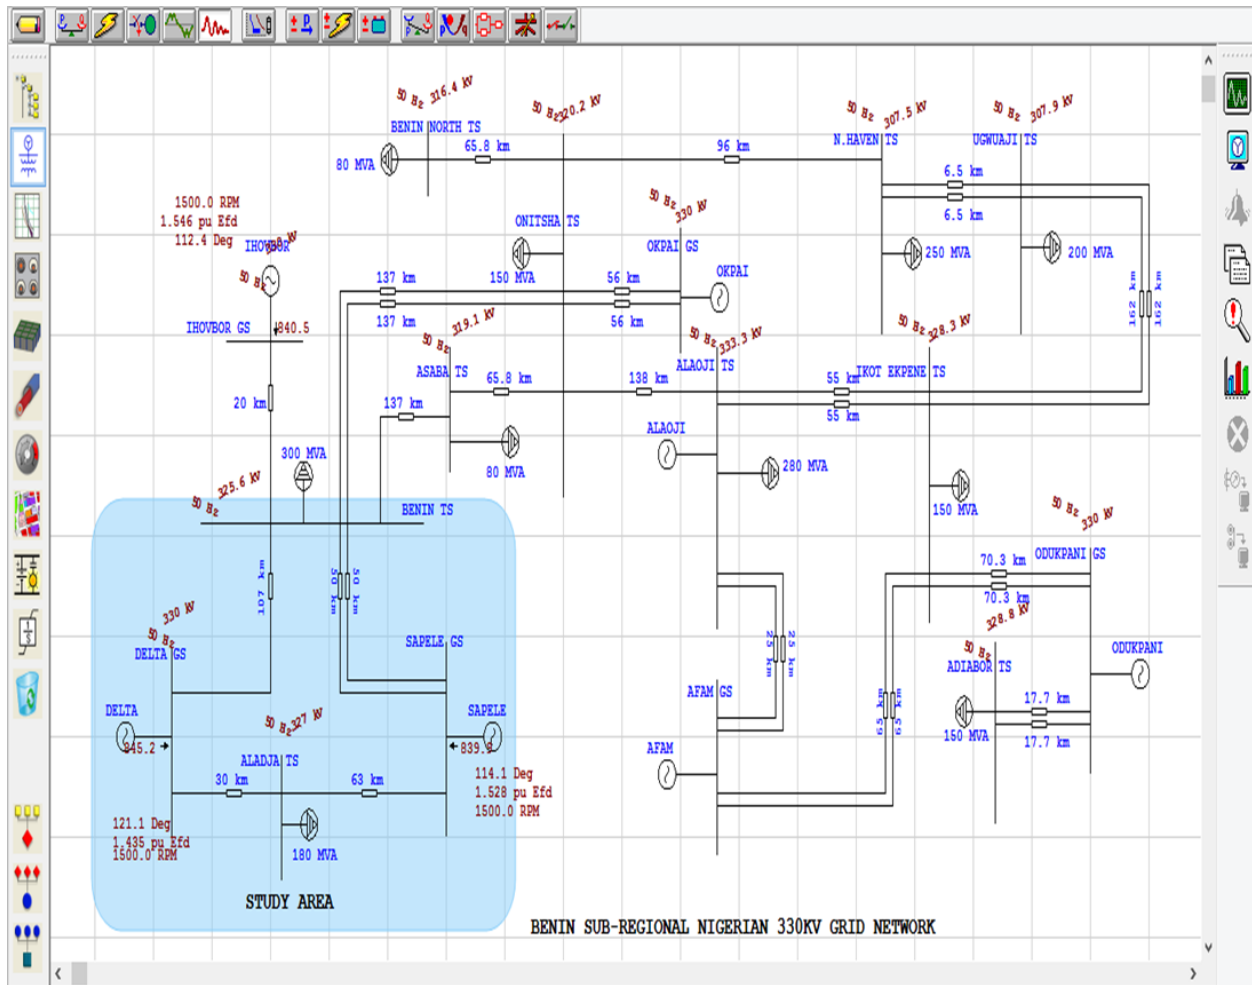 50 Hz 316.4 kV
BENIN NORTH TS
65.8 km
80 MVA
50 Hz 320.2 kV
96 km
50 Hz 307.5 kV
N.HAVEN TS
50 Hz 307.9 kV
UGWUAJI TS
6.5 km
6.5 km
1500.0 RPM
1.546 pu Efd
112.4 Deg
IHOVBOR
50 Hz
ONITSHA TS
150 MVA
50 Hz 330 kV
OKPAI GS
OKPAI
250 MVA
200 MVA
137 km
137 km
56 km
56 km
162 km
162 km
IHOVBOR GS
840.5
50 Hz 319.1 kV
ASABA TS
50 Hz 333.3 kV
ALAOJI TS
50 Hz 328.3 kV
IKOT EKPENE TS
65.8 km
138 km
55 km
55 km
20 km
137 km
ALAOJI
300 MVA
80 MVA
280 MVA
150 MVA
50 Hz 325.6 kV
BENIN TS
50 Hz 330 kV
ODUKPANI GS
107 km
50 km
50 km
70.3 km
70.3 km
50 Hz 330 kV
DELTA GS
SAPELE GS
25 km
25 km
50 Hz 328.8 kV
ADIABOR TS
ODUKPANI
DELTA
845.2
50 Hz 327 kV
ALADJA TS
SAPELE
839.9
AFAM GS
AFAM
65 km
65 km
17.7 km
150 MVA
17.7 km
30 km
63 km
114.1 Deg
1.528 pu Efd
1500.0 RPM
121.1 Deg
1.435 pu Efd
1500.0 RPM
180 MVA
STUDY AREA
BENIN SUB-REGIONAL NIGERIAN 330KV GRID NETWORK